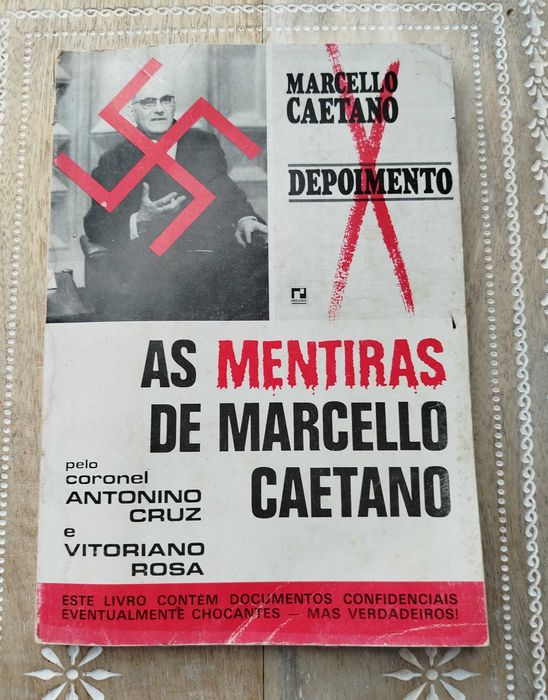 MARCELLO
CAETANO
DEPOIMENTO
RECORD
AS MENTIRAS
DE MARCELLO
CAETANO
pelo
coronel
ANTONINO
CRUZ
e
VITORIANO
ROSA
ESTE LIVRO CONTÉM DOCUMENTOS CONFIDENCIAIS
EVENTUALMENTE CHOCANTES — MAS VERDADEIROS!